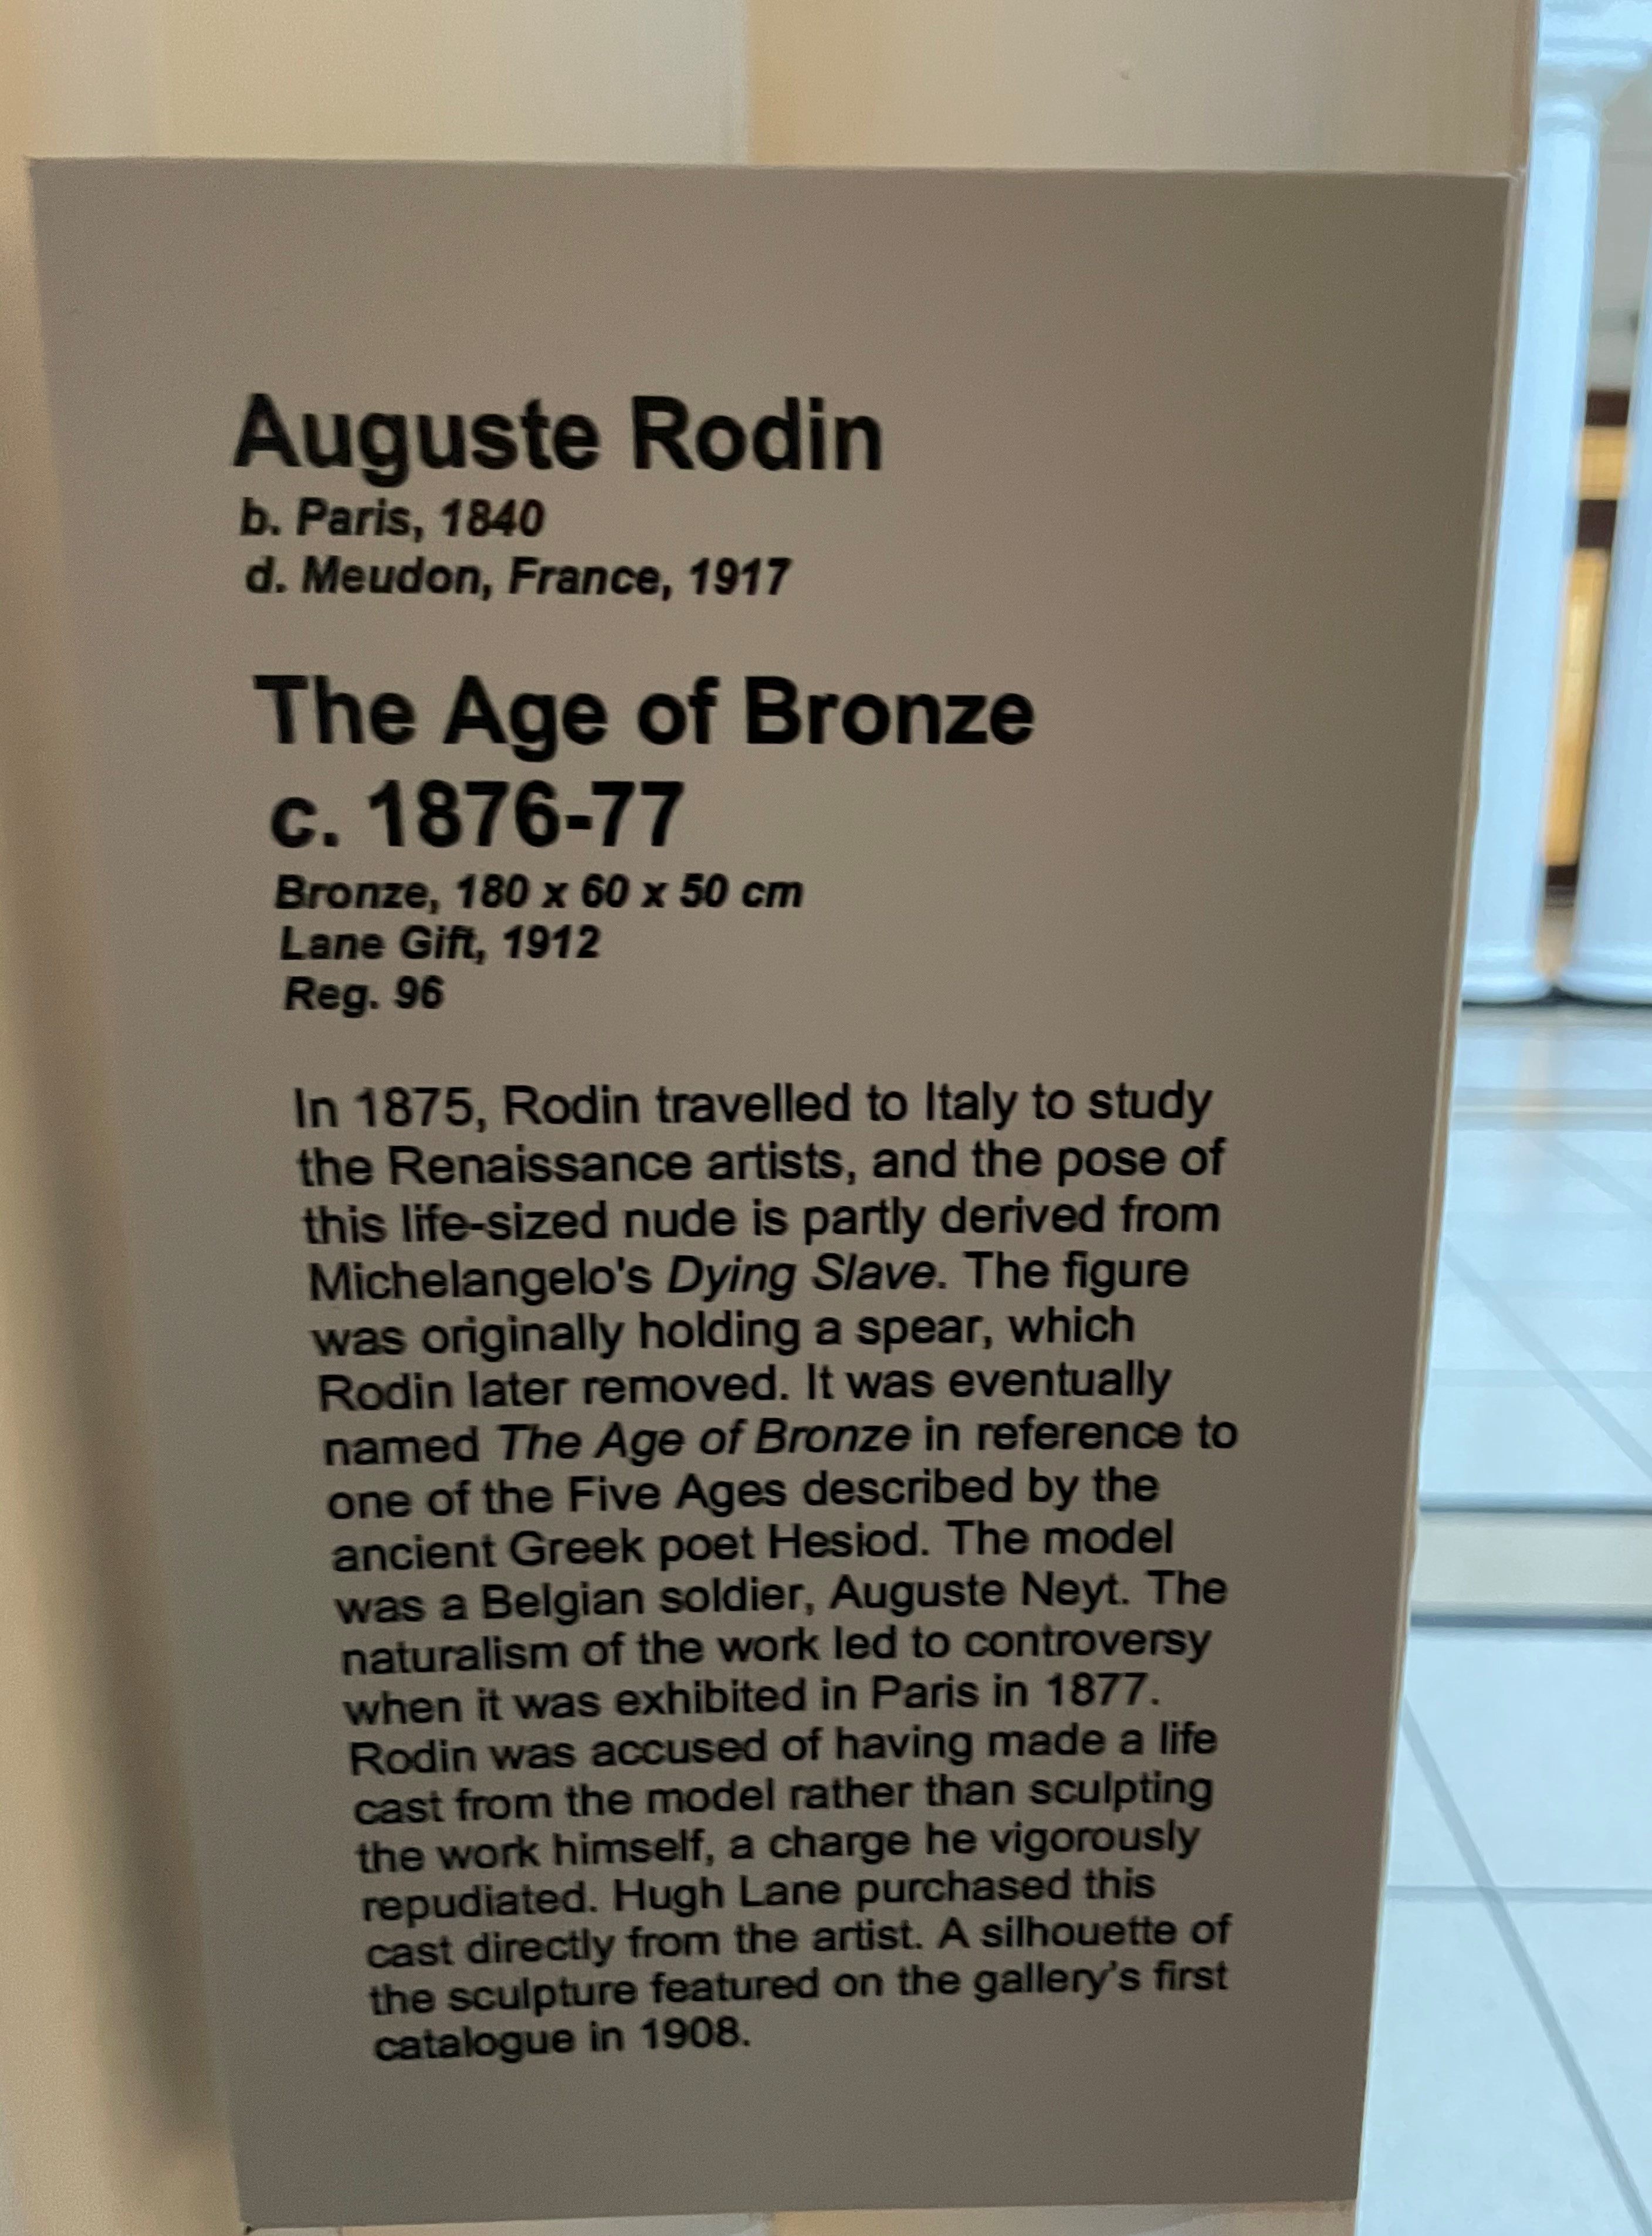 Auguste Rodin
b. Paris, 1840
d. Meudon, France, 1917
The Age of Bronze
c. 1876-77
Bronze, 180 x 60 x 50 cm
Lane Gift, 1912
Reg. 96
In 1875, Rodin travelled to Italy to study
the Renaissance artists, and the pose of
this life-sized nude is partly derived from
Michelangelo's Dying Slave. The figure
was originally holding a spear, which
Rodin later removed. It was eventually
named The Age of Bronze in reference to
one of the Five Ages described by the
ancient Greek poet Hesiod. The model
was a Belgian soldier, Auguste Neyt. The
naturalism of the work led to controversy
when it was exhibited in Paris in 1877.
Rodin was accused of having made a life
cast from the model rather than sculpting
the work himself, a charge he vigorously
repudiated. Hugh Lane purchased this
cast directly from the artist. A silhouette of
the sculpture featured on the gallery's first
catalogue in 1908.